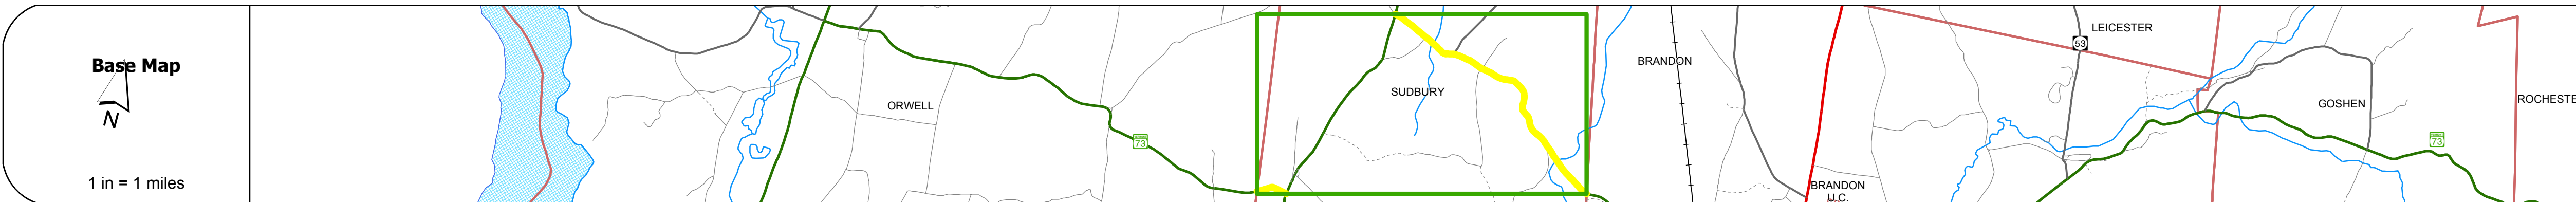 Base Map
N
1 in = 1 miles
ORWELL
73
SUDBURY
BRANDON
BRANDON
U.C.
53
LEICESTER
GOSHEN
73
ROCHESTE